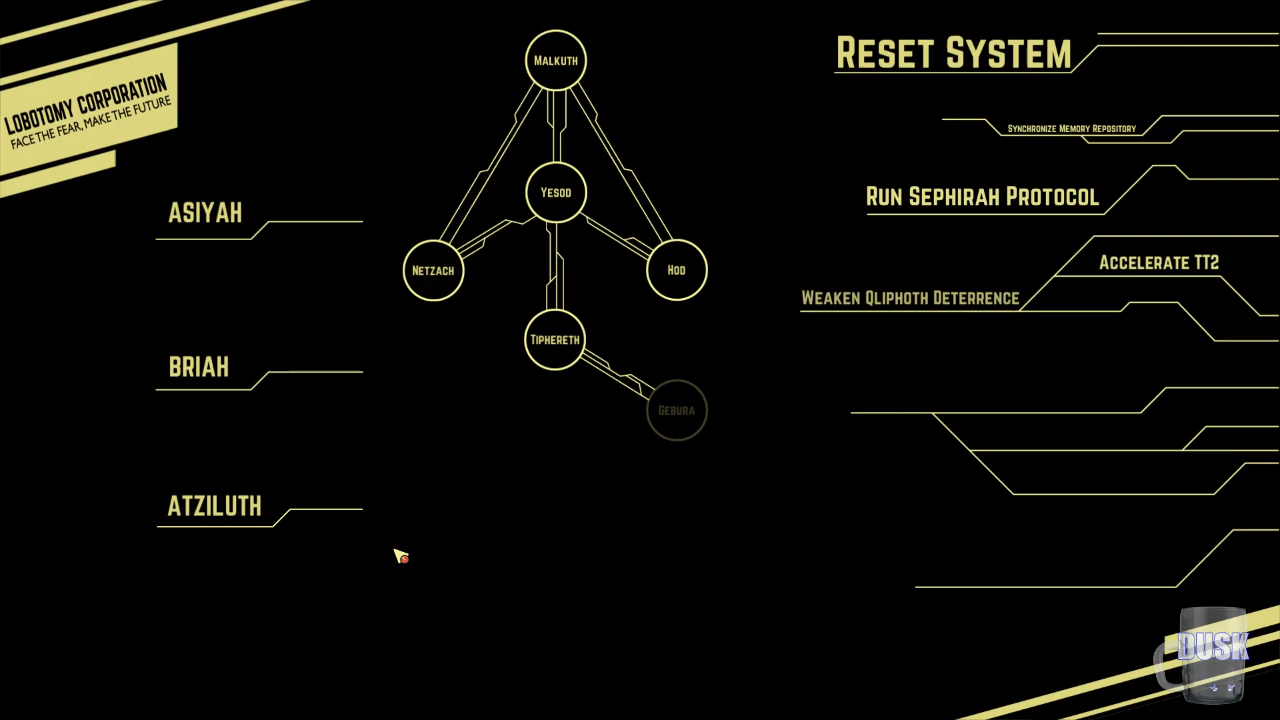 LOBOTOMY CORPORATION
FACE THE FEAR, MAKE THE FUTURE
ASIYAH
BRIAH
ATZILUTH
MALKUTH
YESOD
NETZACH
HOD
TIPHERETH
GEBURA
RESET SYSTEM
SYNCHRONIZE MEMORY REPOSITORY
RUN SEPHIRAH PROTOCOL
ACCELERATE TT2
WEAKEN QLIPHOTH DETERRENCE
DUSK